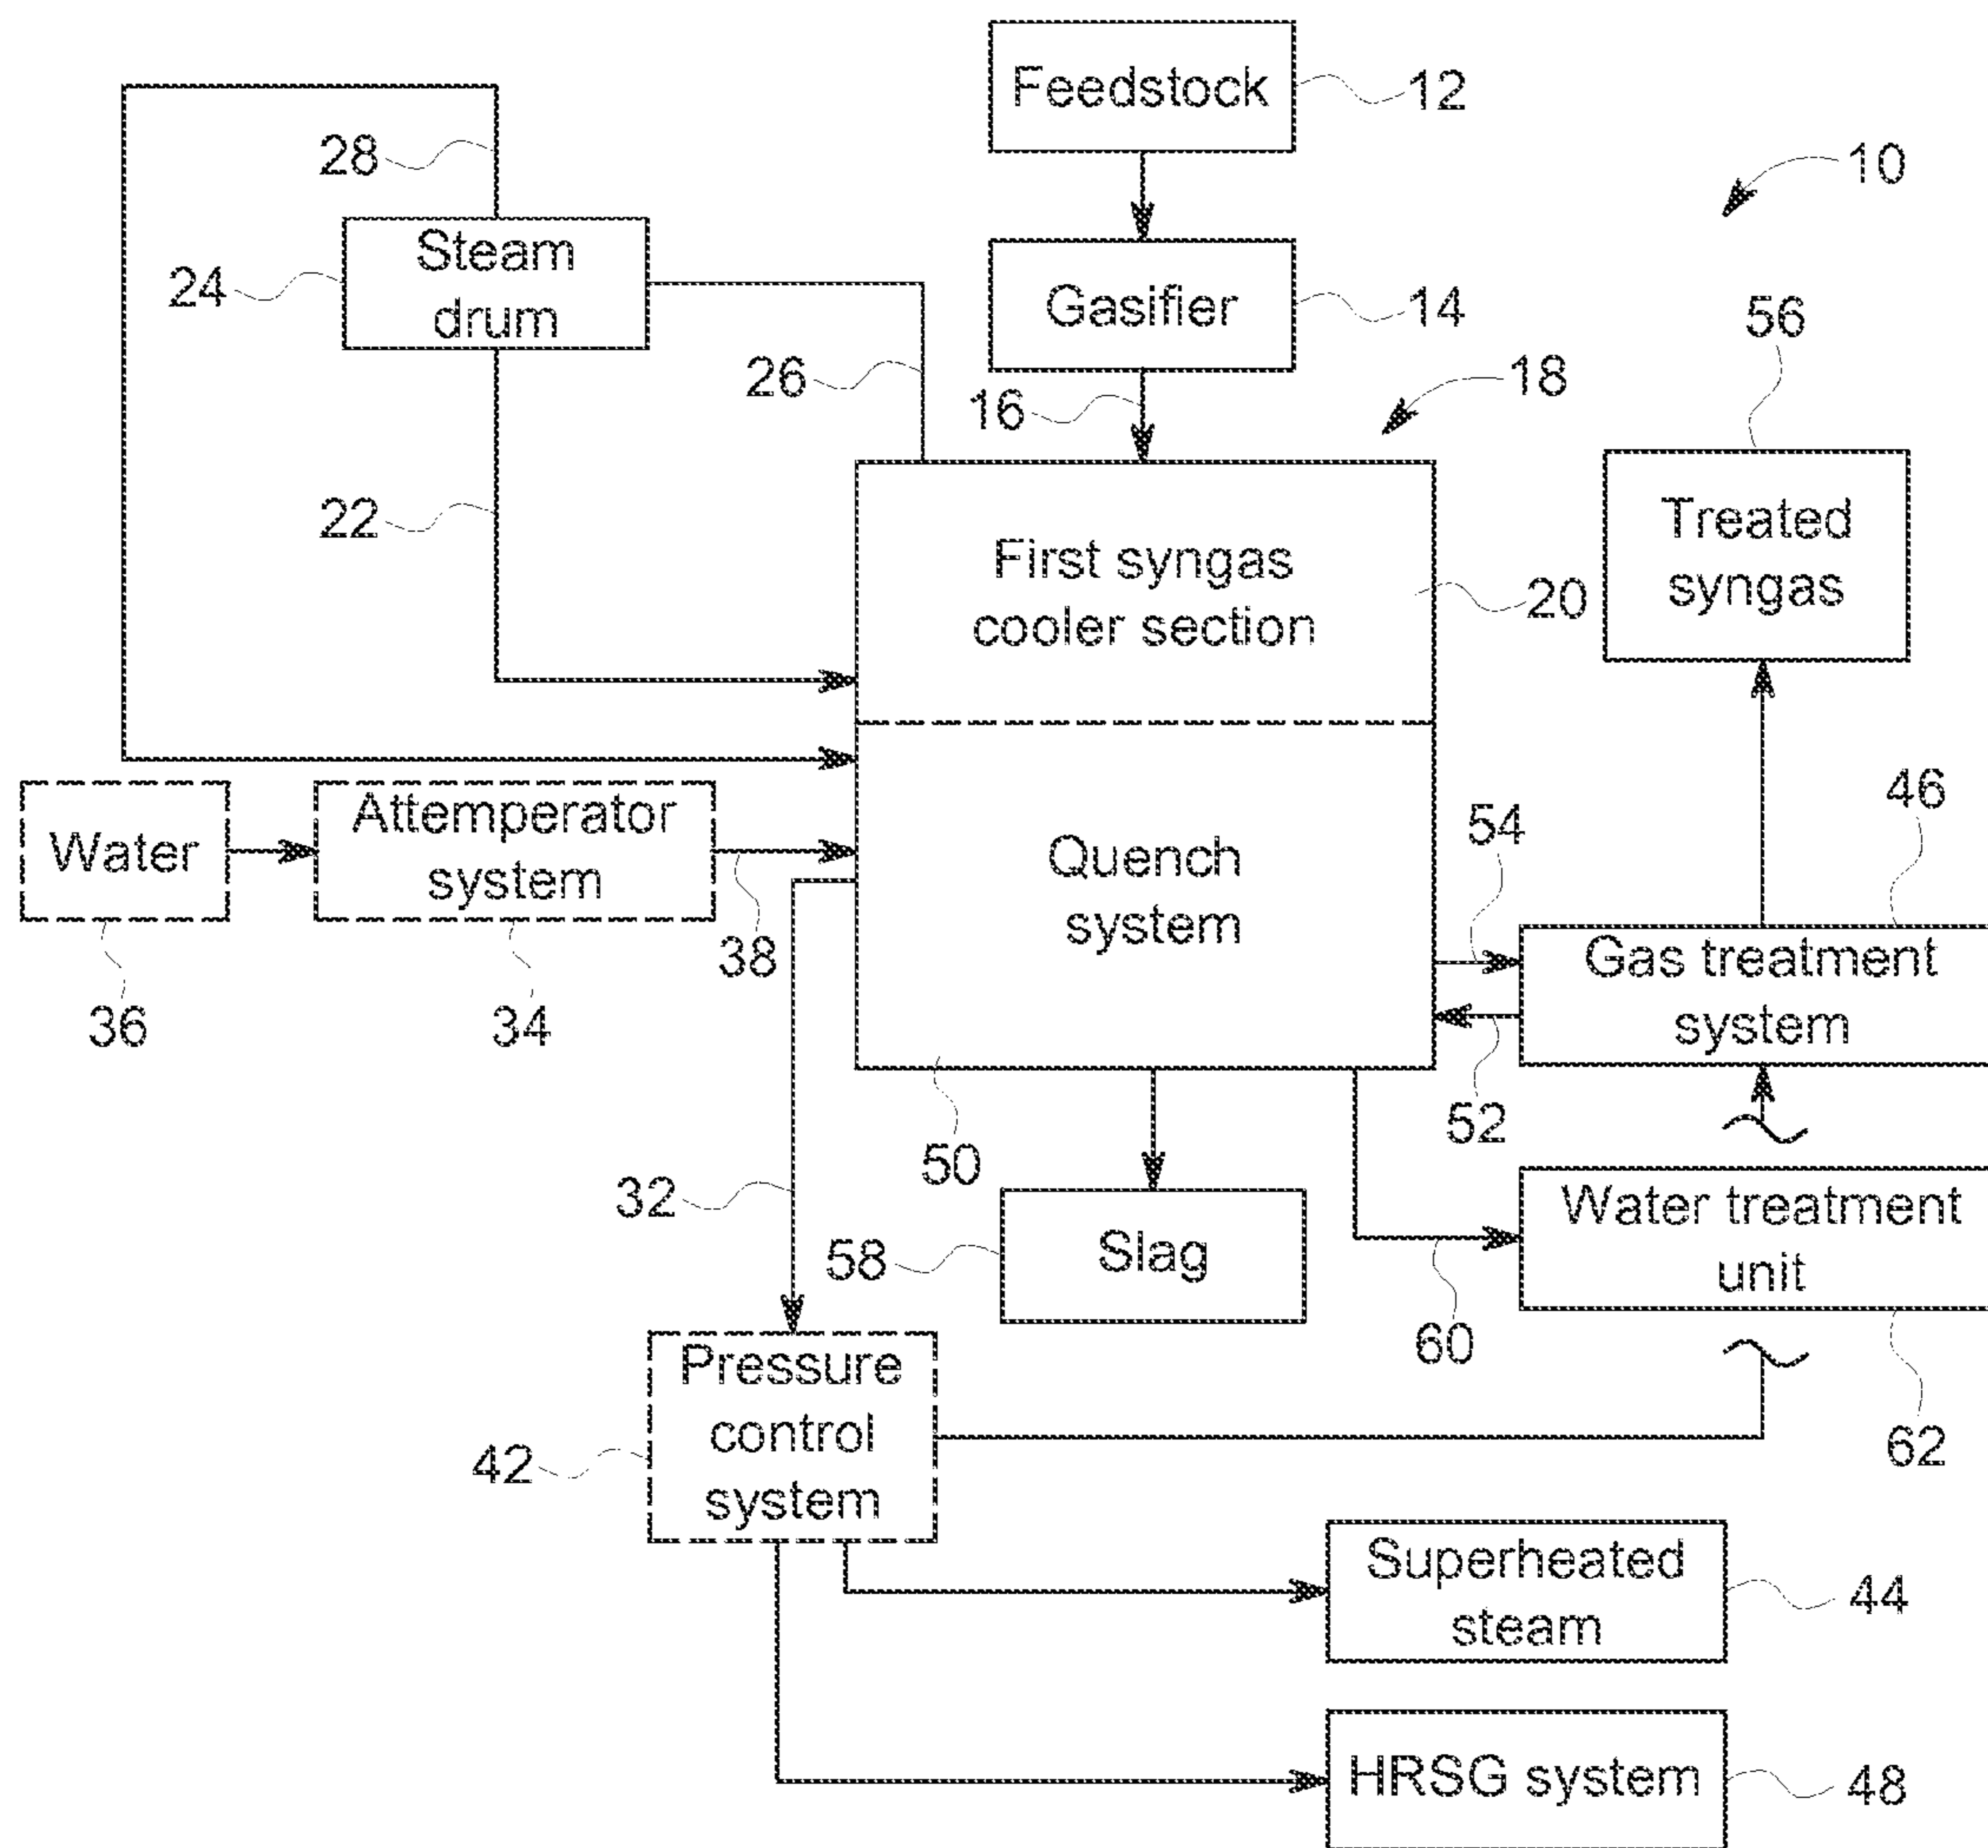 Feedstock
12
10
28
Steam
drum
24
Gasifier
14
56
26
16
18
22
First syngas
cooler section
20
Treated
syngas
Water
Attemperator
system
Quench
system
54
46
38
36
34
Gas treatment
system
52
50
32
58
Slag
Water treatment
unit
60
62
Pressure
control
system
42
Superheated
steam
44
HRSG system
48